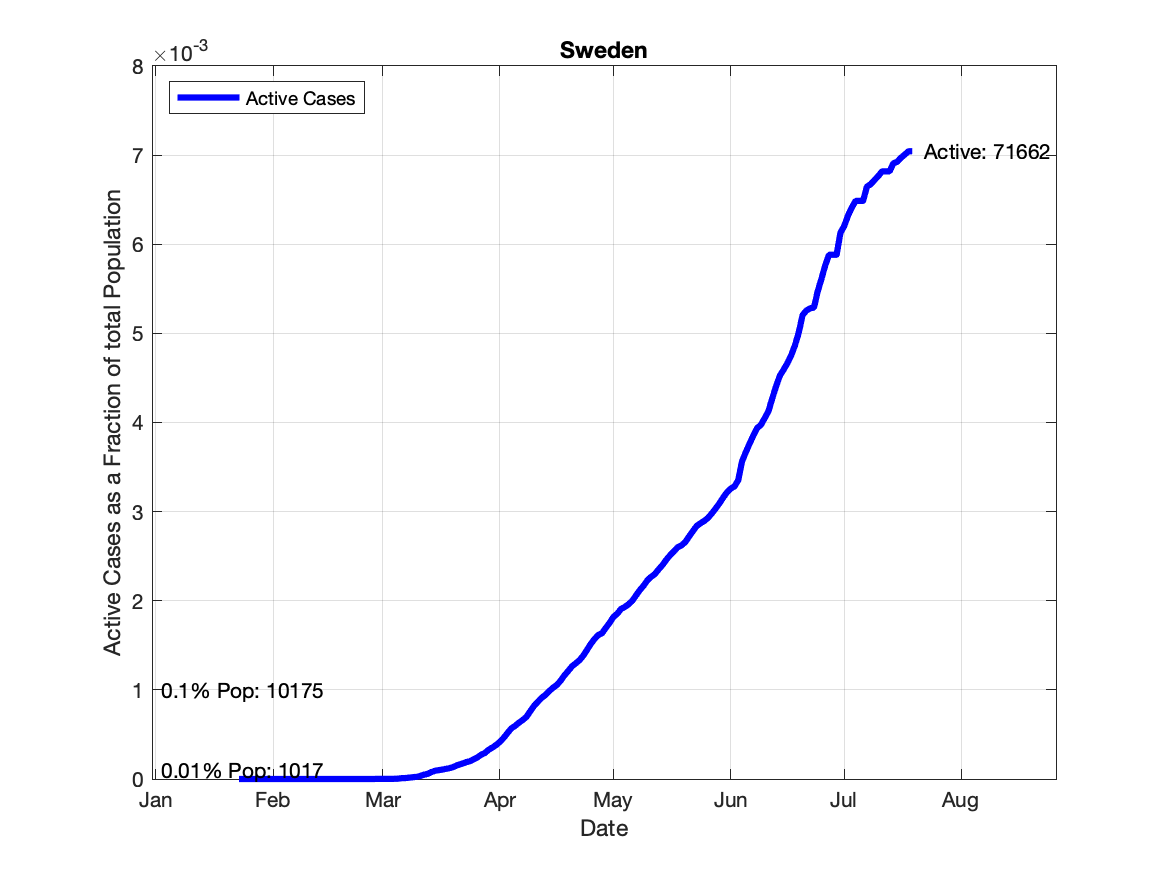 Sweden
×10-3
Active Cases
8
7
6
5
4
3
2
1
0
Active Cases as a Fraction of total Population
Active: 71662
0.1% Pop: 10175
0.01% Pop: 1017
Jan Feb Mar Apr May Jun Jul Aug
Date